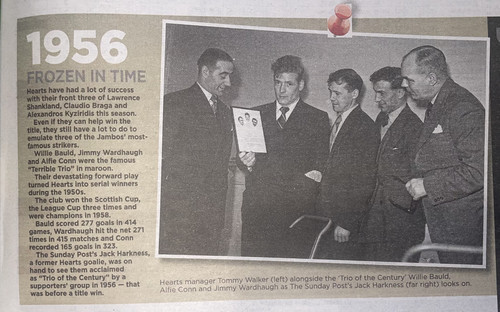 1956
FROZEN IN TIME
Hearts have had a lot of success
with their front three of Lawrence
Shankland, Claudio Braga and
Alexandros Kyziridis this season.
Even if they can help win the
title, they still have a lot to do to
emulate three of the Jambos' most-
famous strikers.
Willie Bauld, Jimmy Wardhaugh
and Alfie Conn were the famous
"Terrible Trio" in maroon.
Their devastating forward play
turned Hearts into serial winners
during the 1950s.
The club won the Scottish Cup,
the League Cup three times and
were champions in 1958.
Bauld scored 277 goals in 414
games, Wardhaugh hit the net 271
times in 415 matches and Conn
recorded 165 goals in 323.
The Sunday Post's Jack Harkness,
a former Hearts goalie, was on
hand to see them acclaimed
as "Trio of the Century" by a
supporters' group in 1956 — that
was before a title win.
Hearts manager Tommy Walker (left) alongside the 'Trio of the Century' Willie Bauld,
Alfie Conn and Jimmy Wardhaugh as The Sunday Post's Jack Harkness (far right) looks on.